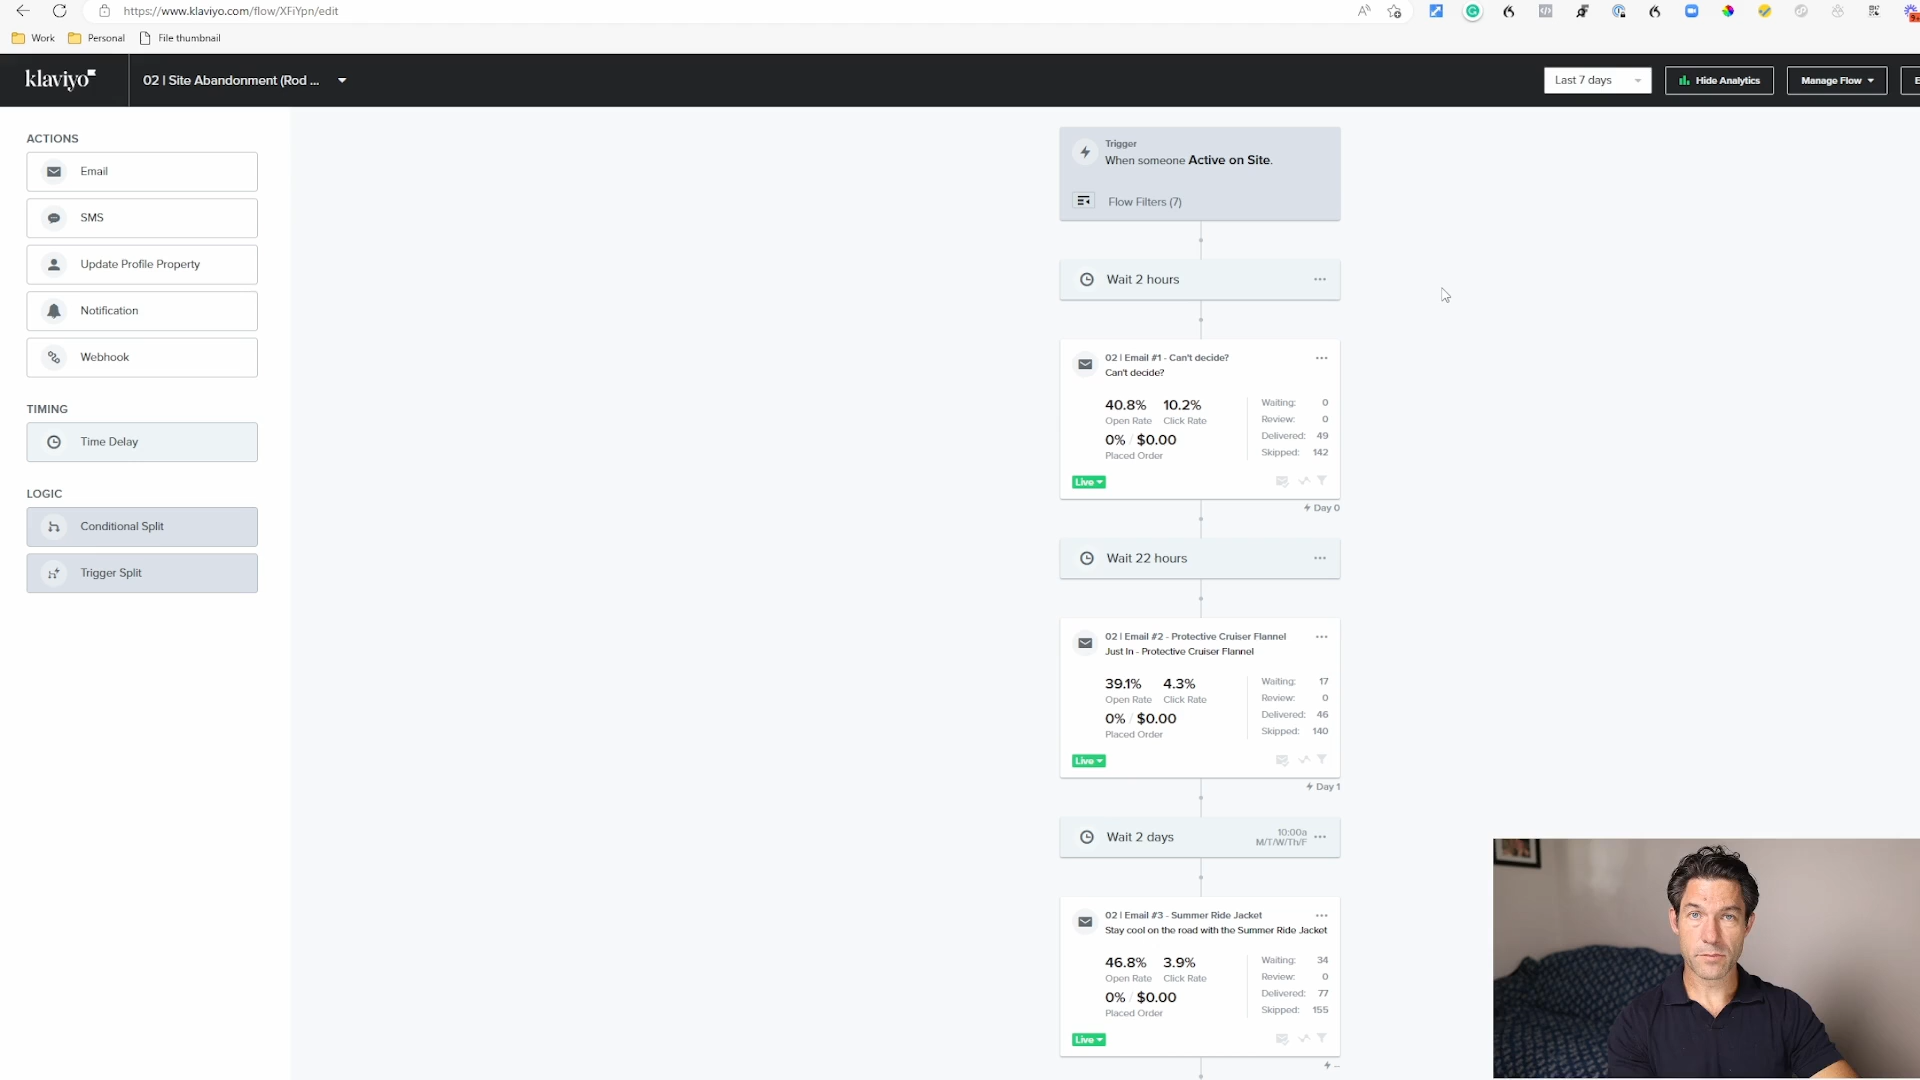 https://www.klaviyo.com/flow/XFiYpn/edit
Work
Personal
File thumbnail
klaviyo
02 | Site Abandonment (Rod ...
Last 7 days
Hide Analytics
Manage Flow
ACTIONS
Email
SMS
Update Profile Property
Notification
Webhook
TIMING
Time Delay
LOGIC
Conditional Split
Trigger Split
Trigger
When someone Active on Site.
Flow Filters (7)
Wait 2 hours
02 | Email #1 - Can't decide?
Can't decide?
40.8% 10.2%
Open Rate Click Rate
0% / $0.00
Placed Order
Waiting: 0
Review: 0
Delivered: 49
Skipped: 142
Live
Day 0
Wait 22 hours
02 | Email #2 - Protective Cruiser Flannel
Just In - Protective Cruiser Flannel
39.1% 4.3%
Open Rate Click Rate
0% / $0.00
Placed Order
Waiting: 17
Review: 0
Delivered: 46
Skipped: 140
Live
Day 1
Wait 2 days
10:00a
M/T/W/Th/F
02 | Email #3 - Summer Ride Jacket
Stay cool on the road with the Summer Ride Jacket
46.8% 3.9%
Open Rate Click Rate
0% / $0.00
Placed Order
Waiting: 34
Review: 0
Delivered: 77
Skipped: 155
Live